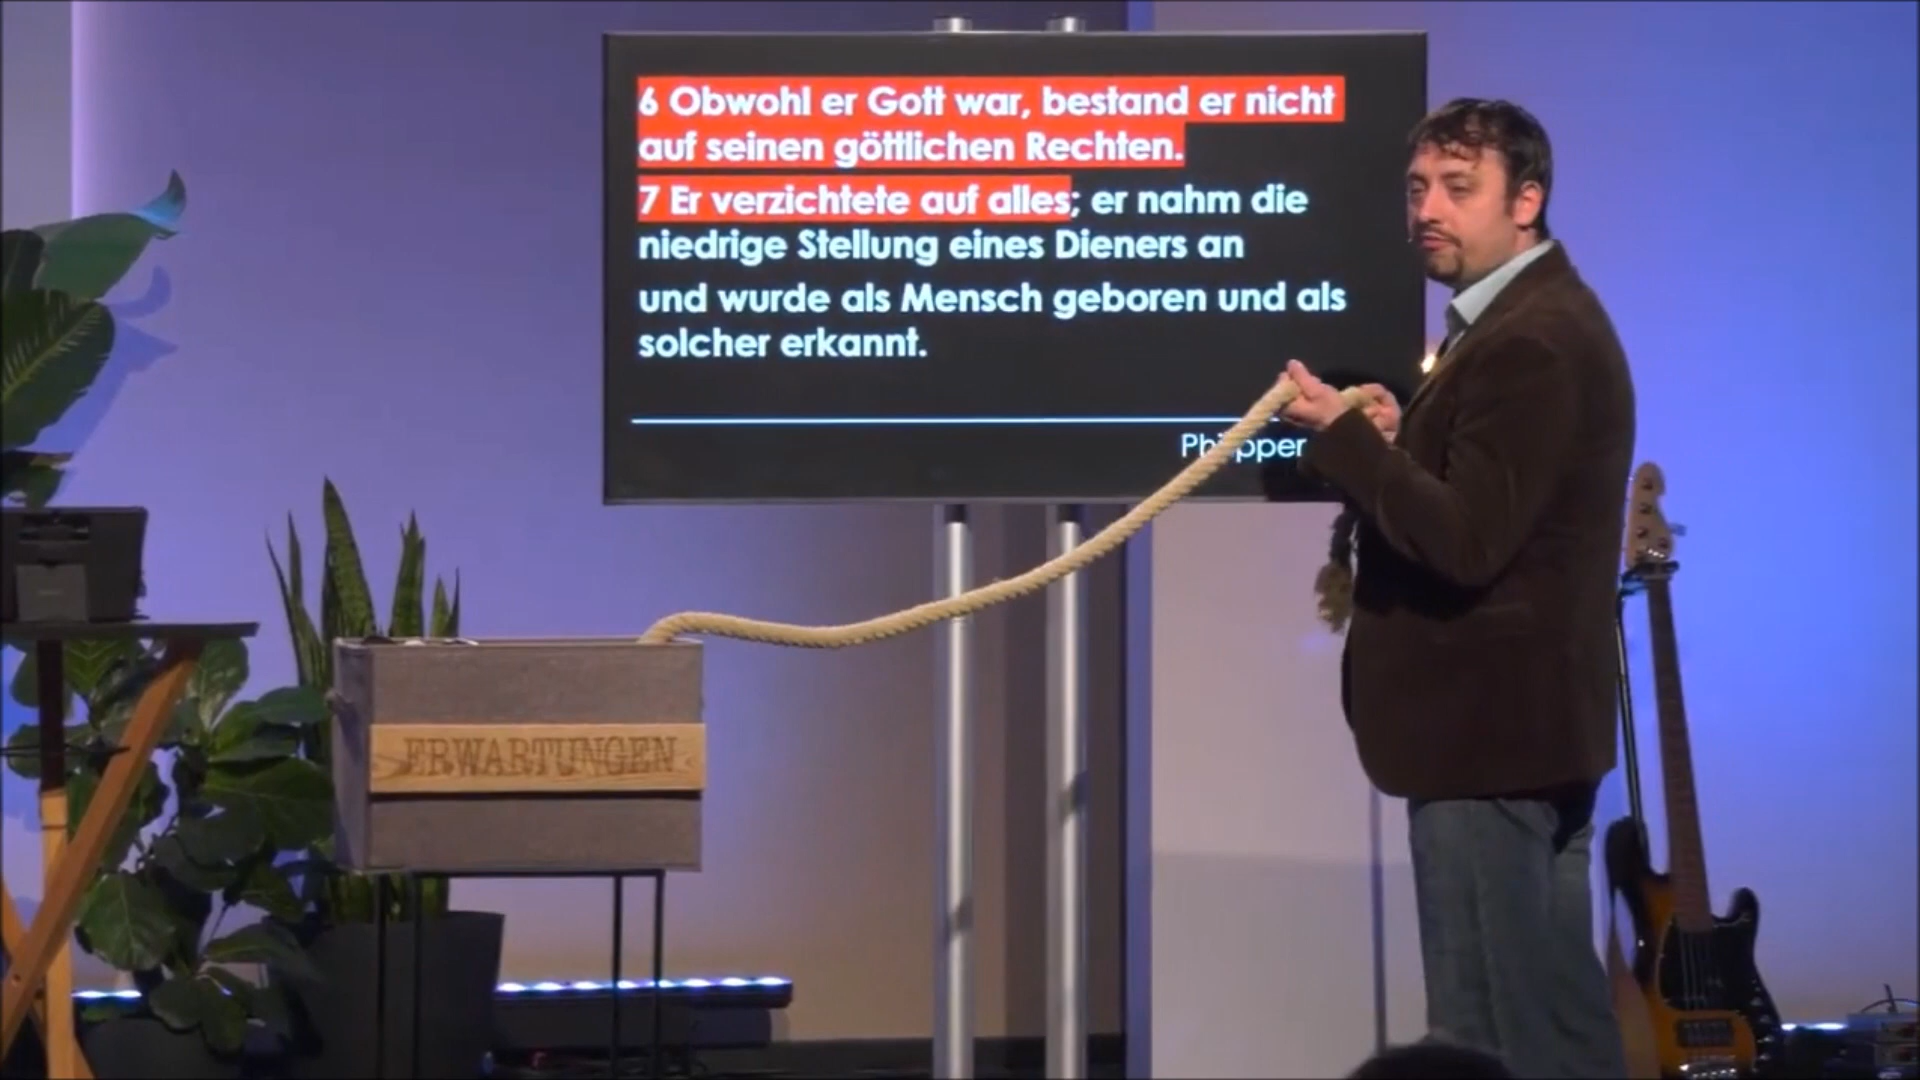 6 Obwohl er Gott war, bestand er nicht
auf seinen göttlichen Rechten.
7 Er verzichtete auf alles; er nahm die
niedrige Stellung eines Dieners an
und wurde als Mensch geboren und als
solcher erkannt.
ERWARTUNGEN